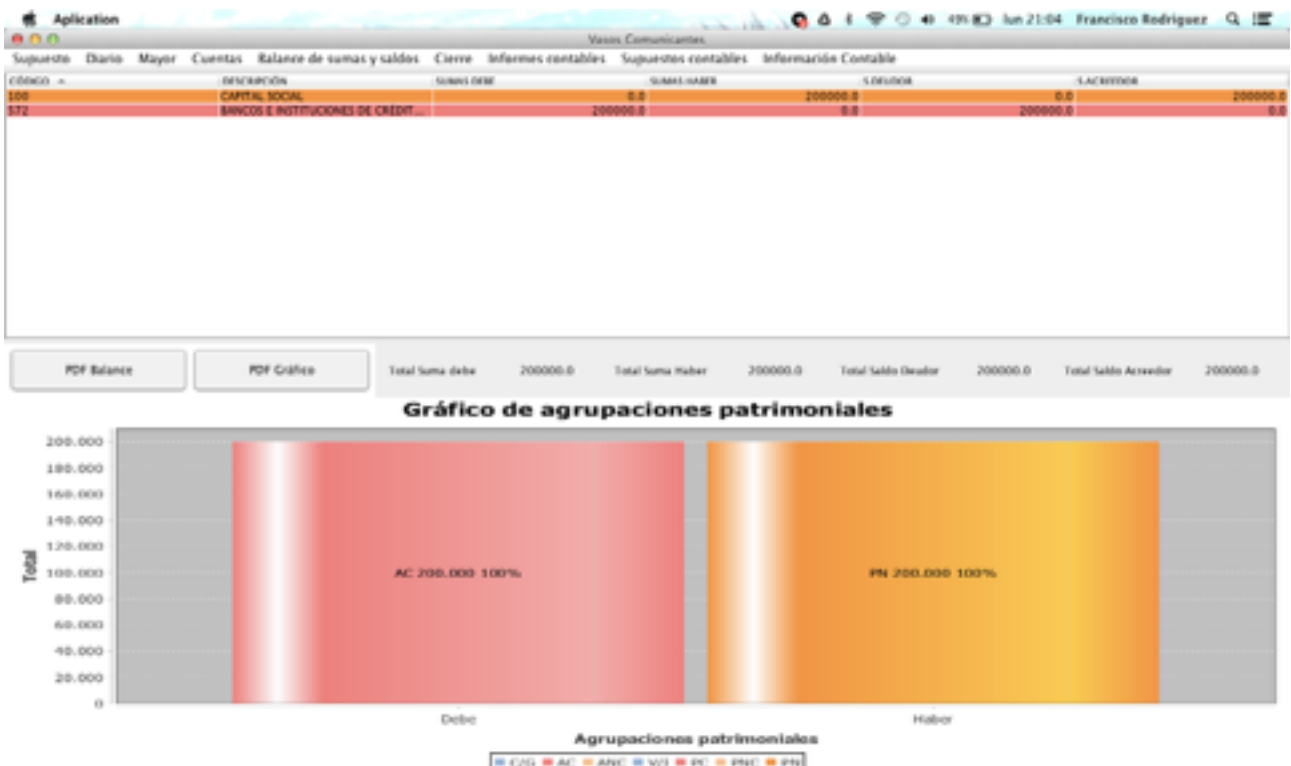 Aplication 49% lun 21:04 Francisco Rodriguez
Vasos Comunicantes
Supuesto Diario Mayor Cuentas Balance de sumas y saldos Cierre Informes contables Supuestos contables Información Contable
CÓDIGO DESCRIPCIÓN SUMAS DEBE SUMAS HABER S.DEUDOR S.ACREEDOR
100 CAPITAL SOCIAL 0.0 200000.0 0.0 200000.0
572 BANCOS E INSTITUCIONES DE CRÉDIT... 200000.0 0.0 200000.0 0.0
PDF Balance PDF Gráfico Total Suma debe 200000.0 Total Suma Haber 200000.0 Total Saldo Deudor 200000.0 Total Saldo Acreedor 200000.0
Gráfico de agrupaciones patrimoniales
200.000
180.000
160.000
140.000
120.000
100.000
80.000
60.000
40.000
20.000
0
Total
AC 200.000 100% PN 200.000 100%
Debe Haber
Agrupaciones patrimoniales
C/G AC ANC V/I PC PNC PN